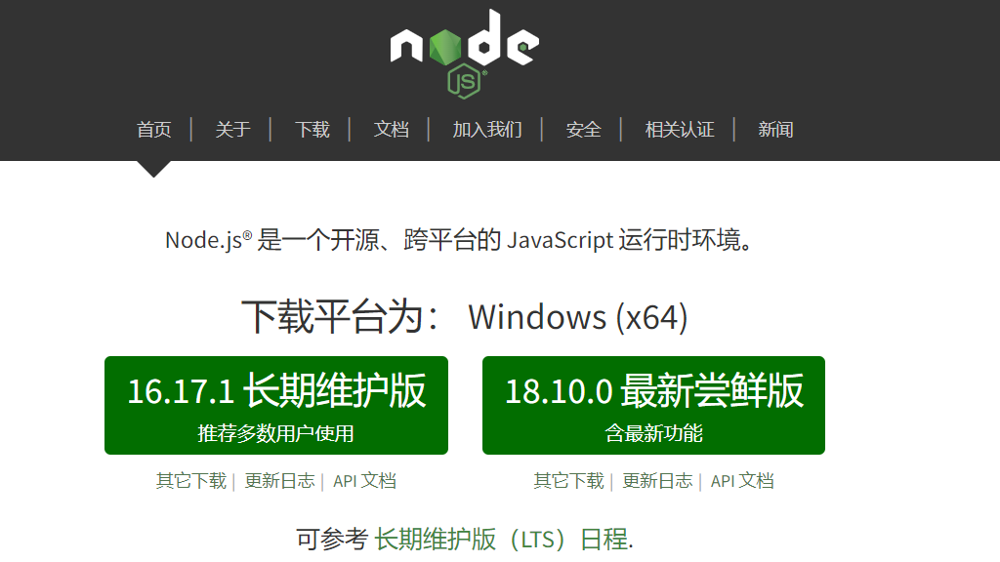 node
JS®
首页 | 关于 | 下载 | 文档 | 加入我们 | 安全 | 相关认证 | 新闻
Node.js® 是一个开源、跨平台的 JavaScript 运行时环境。
下载平台为： Windows (x64)
16.17.1 长期维护版
推荐多数用户使用
其它下载 | 更新日志 | API 文档
18.10.0 最新尝鲜版
含最新功能
其它下载 | 更新日志 | API 文档
可参考 长期维护版（LTS）日程.